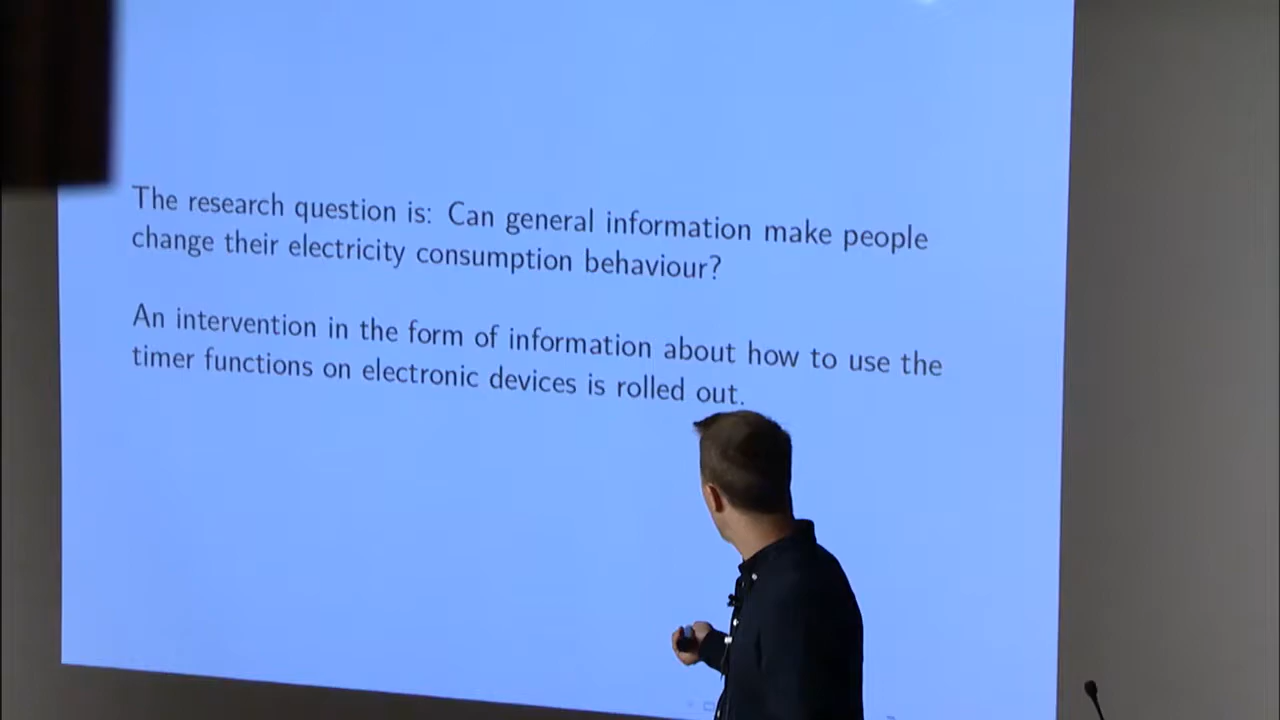 The research question is: Can general information make people
change their electricity consumption behaviour?
An intervention in the form of information about how to use the
timer functions on electronic devices is rolled out.